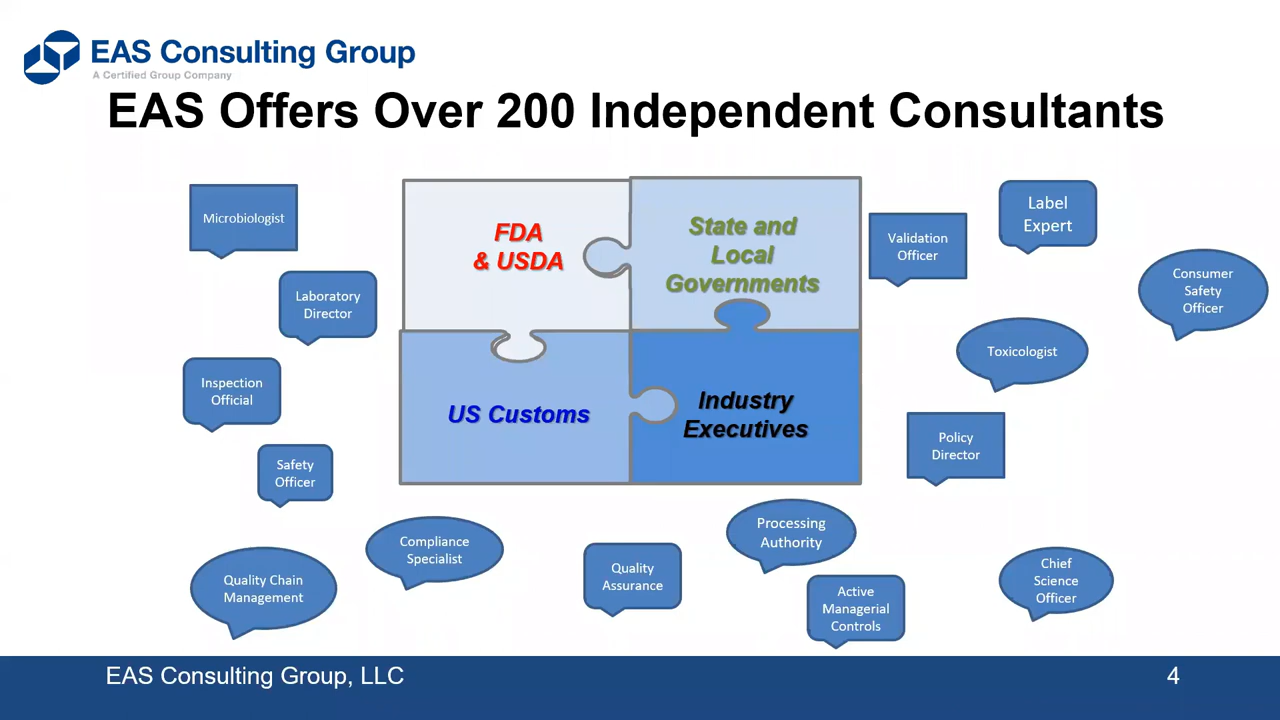 EAS Consulting Group
A Certified Group Company
EAS Offers Over 200 Independent Consultants
Microbiologist
Laboratory
Director
Inspection
Official
Safety
Officer
Quality Chain
Management
Compliance
Specialist
FDA
& USDA
State and
Local
Governments
US Customs
Industry
Executives
Validation
Officer
Label
Expert
Consumer
Safety
Officer
Toxicologist
Policy
Director
Quality
Assurance
Processing
Authority
Active
Managerial
Controls
Chief
Science
Officer
EAS Consulting Group, LLC
4